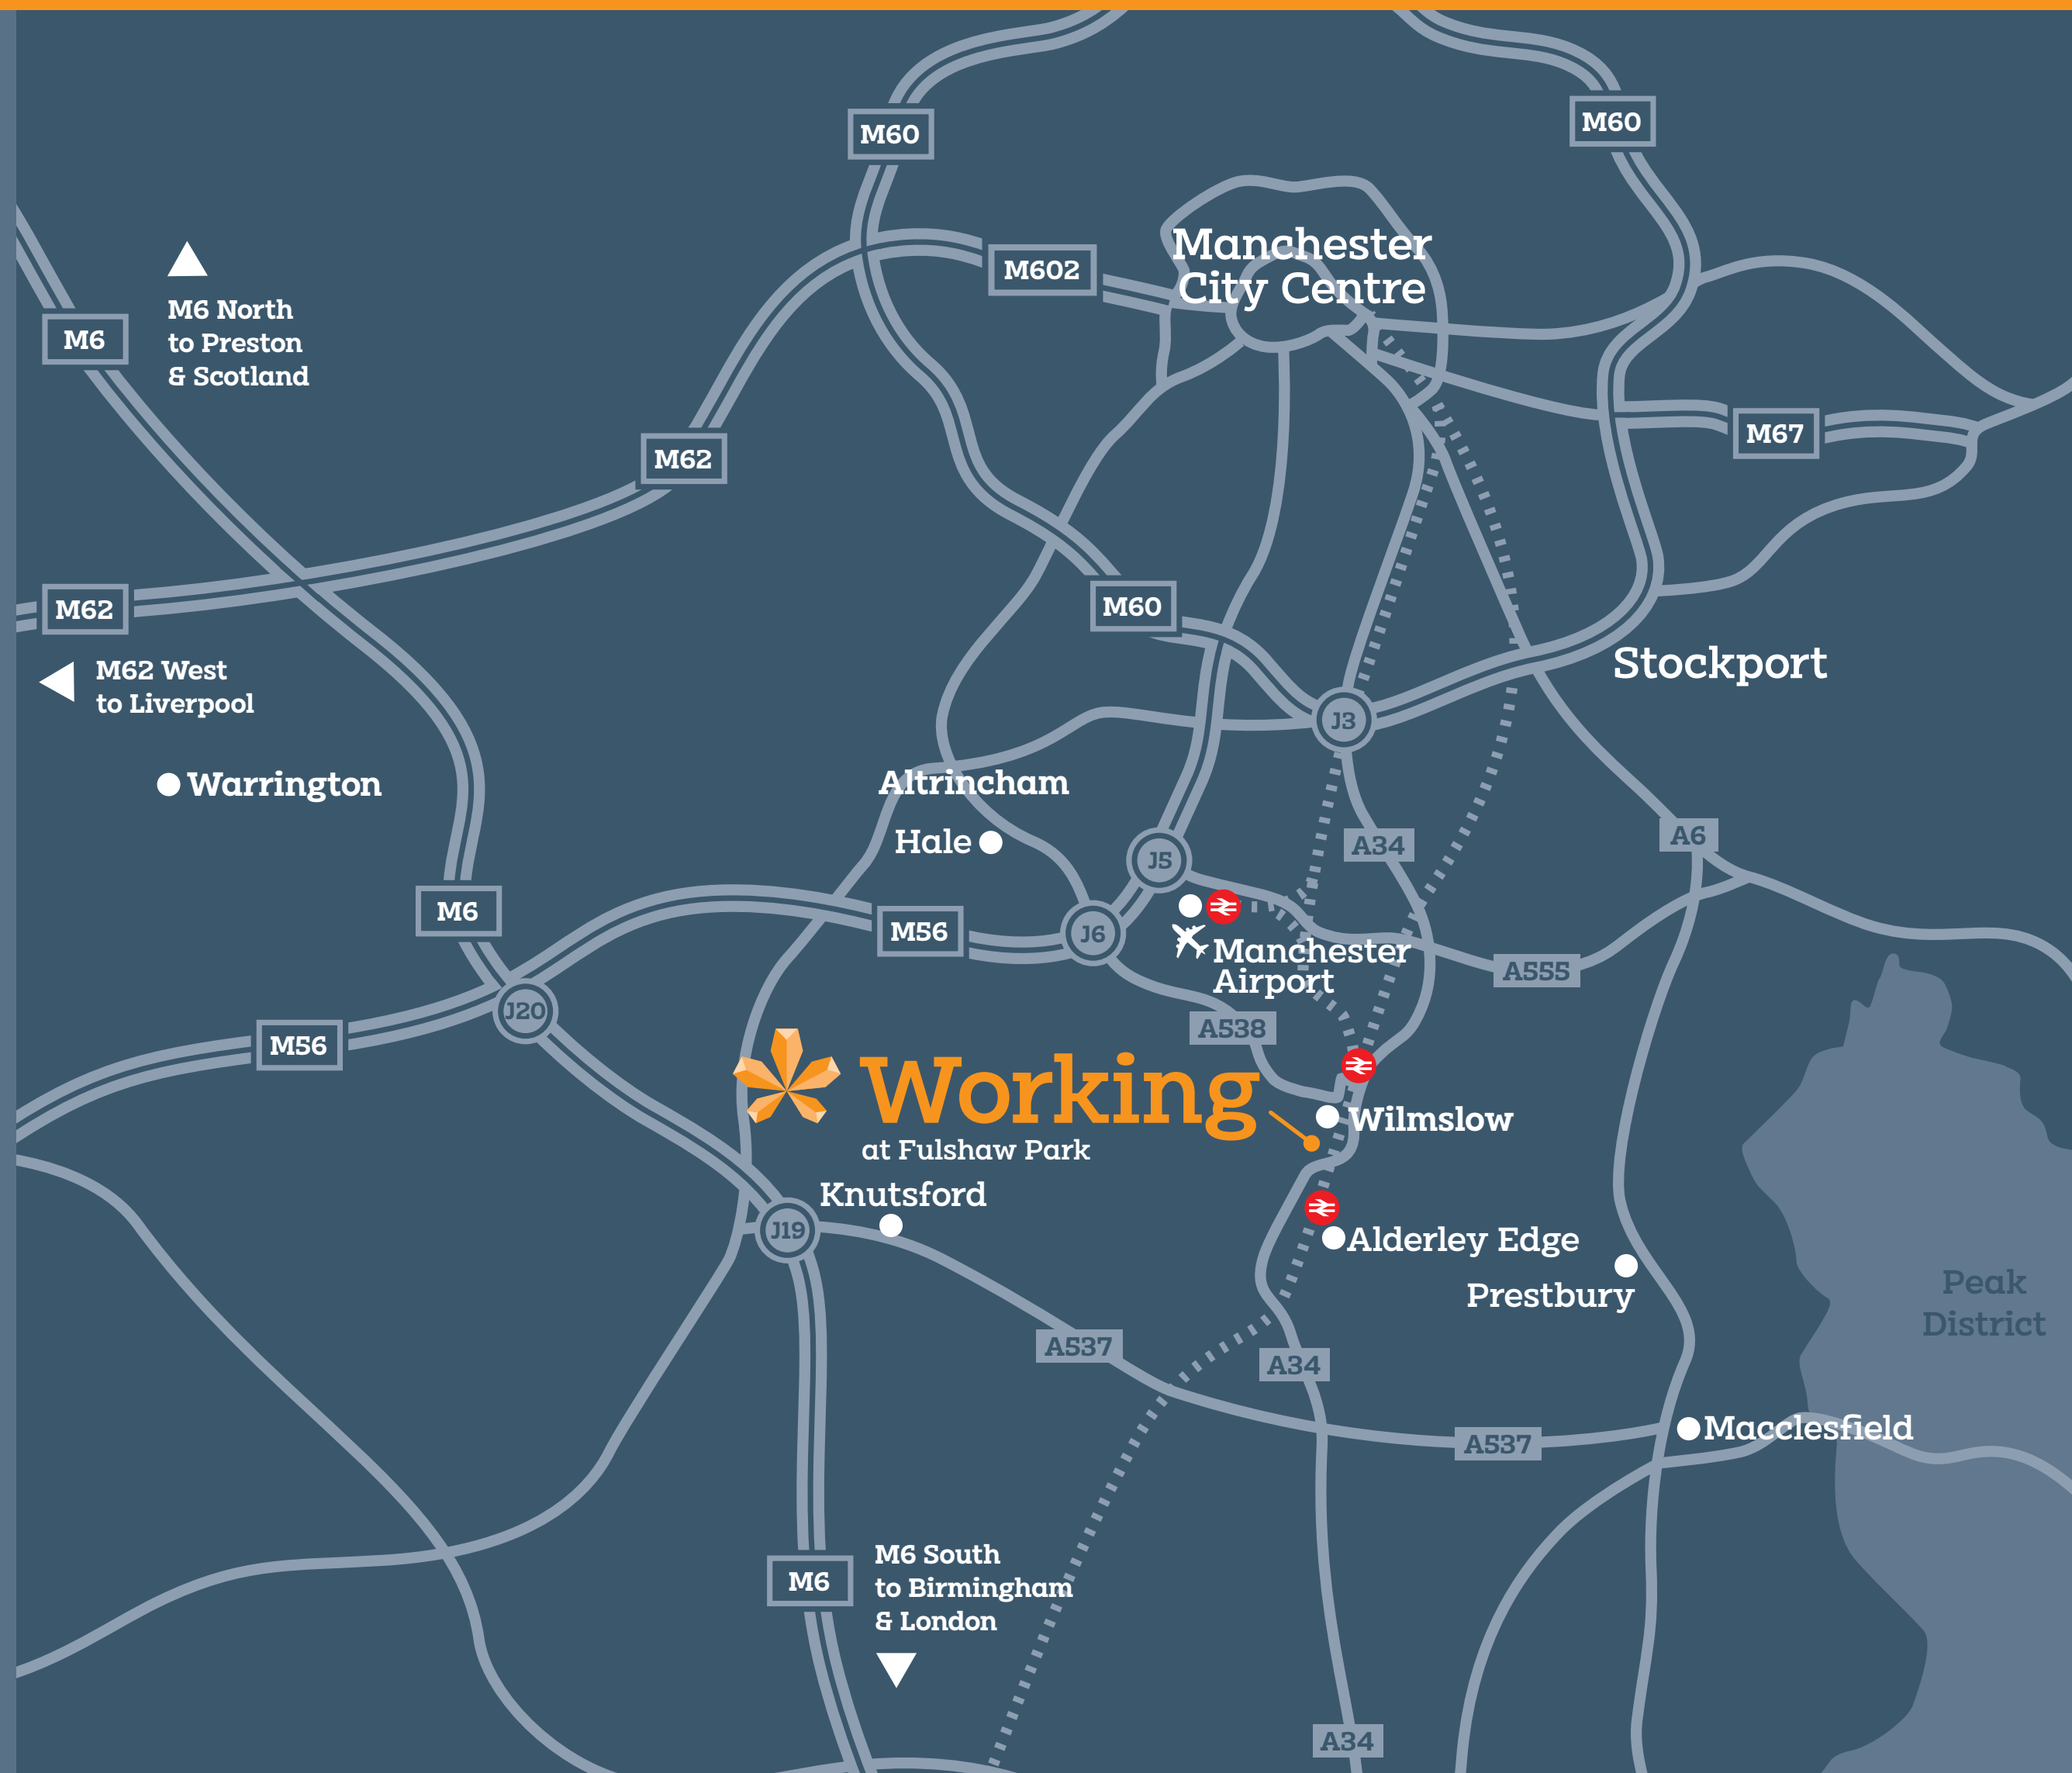 M60
M60
Manchester
City Centre
M602
M6 North
to Preston
& Scotland
M6
M67
M62
M62
M60
M62 West
to Liverpool
Stockport
J3
Warrington
Altrincham
Hale
A34
A6
J5
M6
M56
J6
Manchester
Airport
A555
J20
A538
M56
Working
at Fulshaw Park
Wilmslow
Knutsford
J19
Alderley Edge
Prestbury
Peak
District
A537
A34
Macclesfield
A537
M6 South
to Birmingham
& London
M6
A34